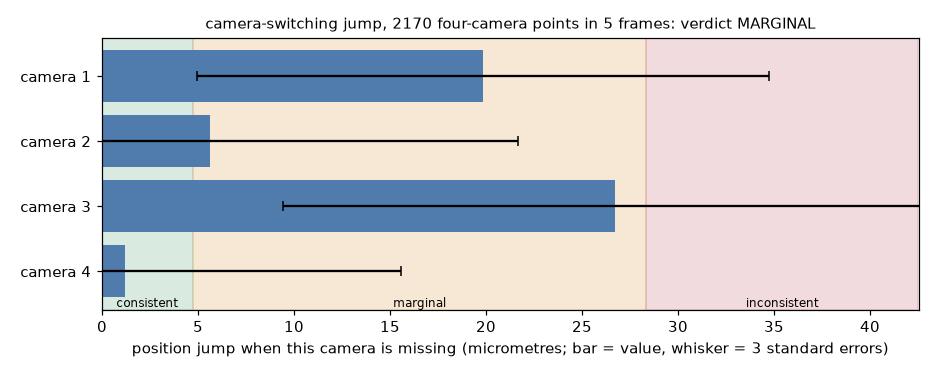 camera-switching jump, 2170 four-camera points in 5 frames: verdict MARGINAL
camera 1
camera 2
camera 3
camera 4
consistent marginal inconsistent
0 5 10 15 20 25 30 35 40
position jump when this camera is missing (micrometres; bar = value, whisker = 3 standard errors)